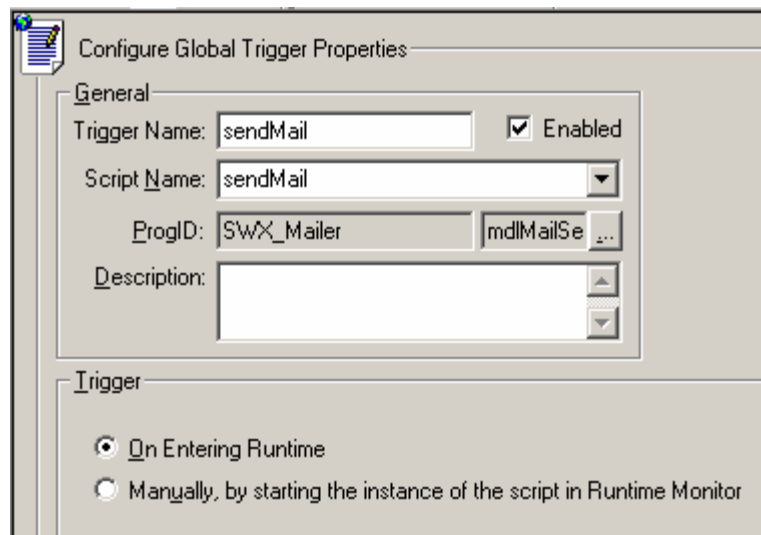 Configure Global Trigger Properties
General
Trigger Name: sendMail Enabled
Script Name: sendMail
ProgID: SWX_Mailer mdlMailSe ...
Description:
Trigger
On Entering Runtime
Manually, by starting the instance of the script in Runtime Monitor